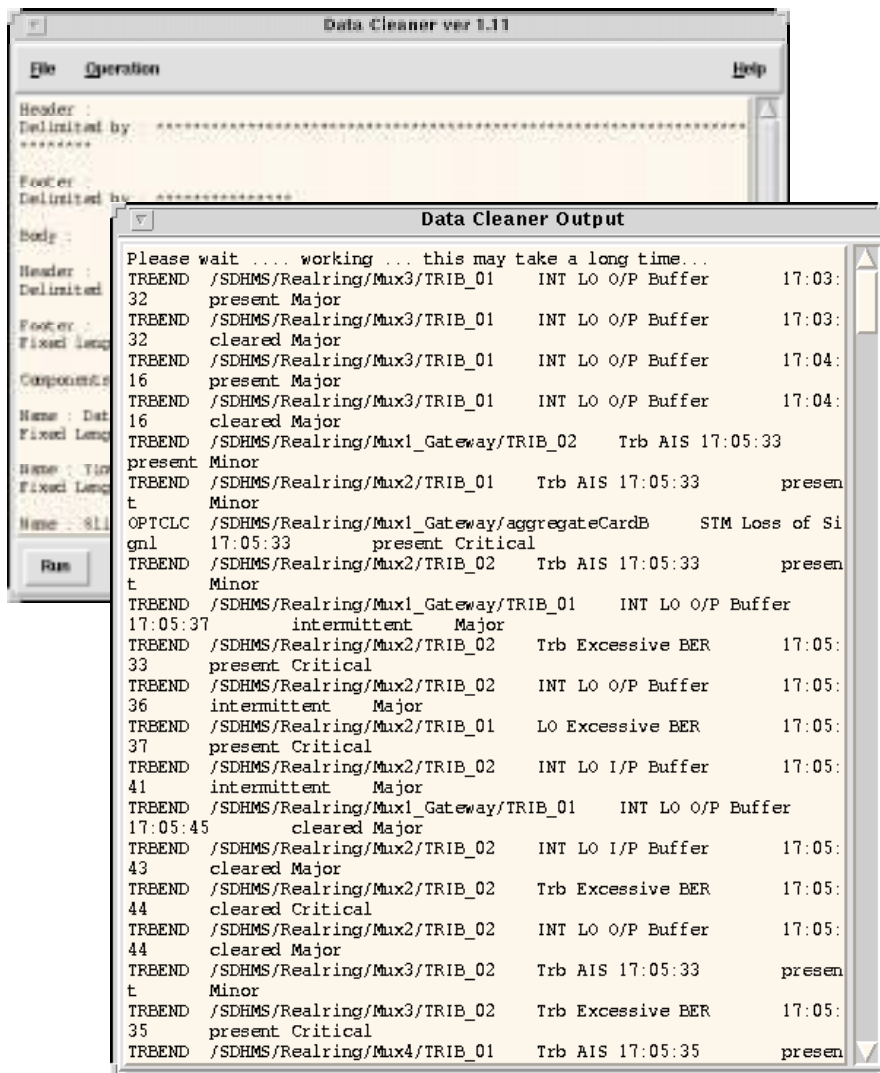 Data Cleaner ver 1.11
File Operation Help
Header :
Delimited by : ******************************************************************
********
Footer :
Delimited by : ***************
Body :
Header :
Delimited
Footer :
Fixed leng
Components
Name : Dat
Fixed Leng
Name : Tim
Fixed Leng
Name :
Run
Data Cleaner Output
Please wait .... working ... this may take a long time...
TRBEND /SDHMS/Realring/Mux3/TRIB_01 INT LO O/P Buffer 17:03:
32 present Major
TRBEND /SDHMS/Realring/Mux3/TRIB_01 INT LO O/P Buffer 17:03:
32 cleared Major
TRBEND /SDHMS/Realring/Mux3/TRIB_01 INT LO O/P Buffer 17:04:
16 present Major
TRBEND /SDHMS/Realring/Mux3/TRIB_01 INT LO O/P Buffer 17:04:
16 cleared Major
TRBEND /SDHMS/Realring/Mux1_Gateway/TRIB_02 Trb AIS 17:05:33
present Minor
TRBEND /SDHMS/Realring/Mux2/TRIB_01 Trb AIS 17:05:33 presen
t Minor
OPTCLC /SDHMS/Realring/Mux1_Gateway/aggregateCardB STM Loss of Si
gnl 17:05:33 present Critical
TRBEND /SDHMS/Realring/Mux2/TRIB_02 Trb AIS 17:05:33 presen
t Minor
TRBEND /SDHMS/Realring/Mux1_Gateway/TRIB_01 INT LO O/P Buffer
17:05:37 intermittent Major
TRBEND /SDHMS/Realring/Mux2/TRIB_02 Trb Excessive BER 17:05:
33 present Critical
TRBEND /SDHMS/Realring/Mux2/TRIB_02 INT LO O/P Buffer 17:05:
36 intermittent Major
TRBEND /SDHMS/Realring/Mux2/TRIB_01 LO Excessive BER 17:05:
37 present Critical
TRBEND /SDHMS/Realring/Mux2/TRIB_02 INT LO I/P Buffer 17:05:
41 intermittent Major
TRBEND /SDHMS/Realring/Mux1_Gateway/TRIB_01 INT LO O/P Buffer
17:05:45 cleared Major
TRBEND /SDHMS/Realring/Mux2/TRIB_02 INT LO I/P Buffer 17:05:
43 cleared Major
TRBEND /SDHMS/Realring/Mux2/TRIB_02 Trb Excessive BER 17:05:
44 cleared Critical
TRBEND /SDHMS/Realring/Mux2/TRIB_02 INT LO O/P Buffer 17:05:
44 cleared Major
TRBEND /SDHMS/Realring/Mux3/TRIB_02 Trb AIS 17:05:33 presen
t Minor
TRBEND /SDHMS/Realring/Mux3/TRIB_02 Trb Excessive BER 17:05:
35 present Critical
TRBEND /SDHMS/Realring/Mux4/TRIB_01 Trb AIS 17:05:35 presen